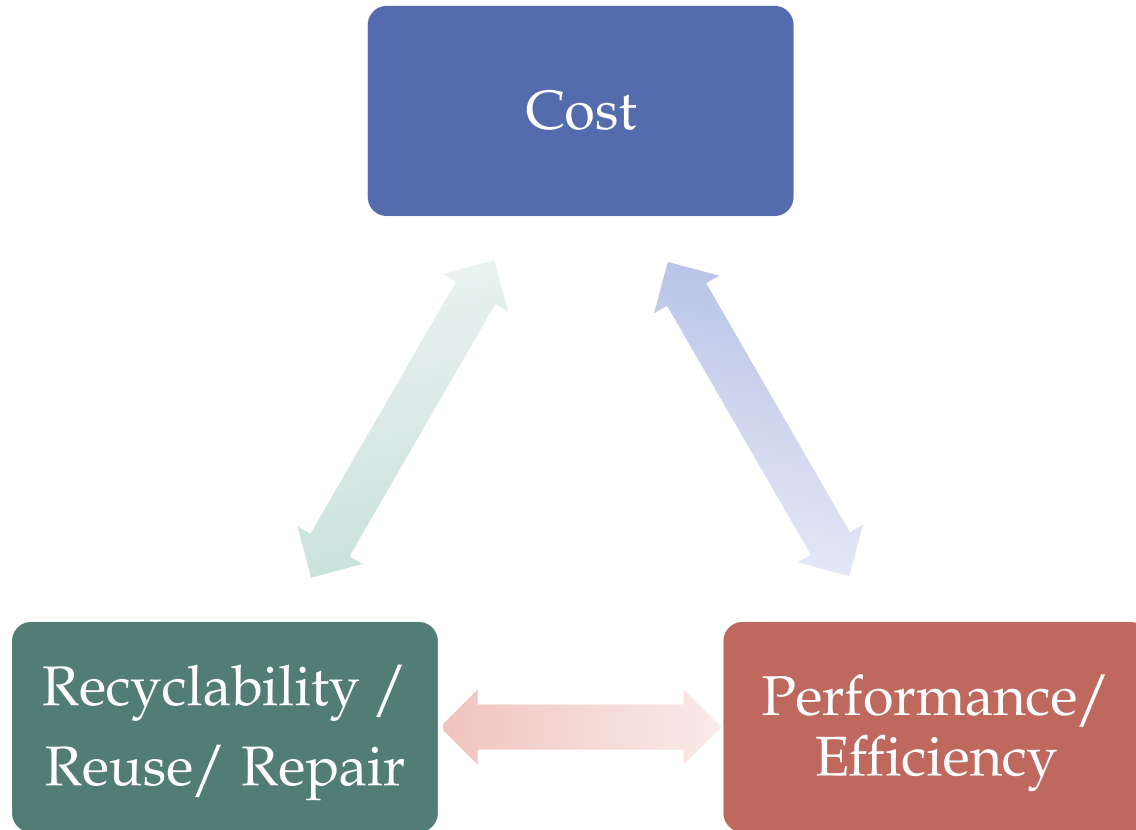 Cost
Recyclability /
Reuse/ Repair
Performance/
Efficiency